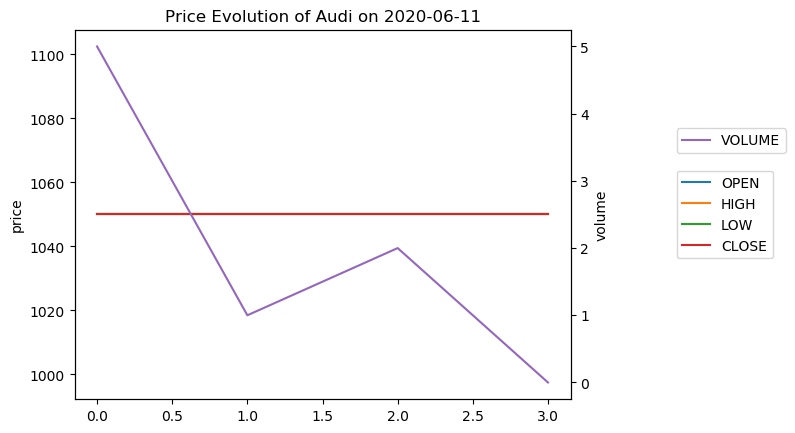 Price Evolution of Audi on 2020-06-11
price
1100
1080
1060
1040
1020
1000
0.0 0.5 1.0 1.5 2.0 2.5 3.0
5
4
3
2
1
0
volume
VOLUME
OPEN
HIGH
LOW
CLOSE